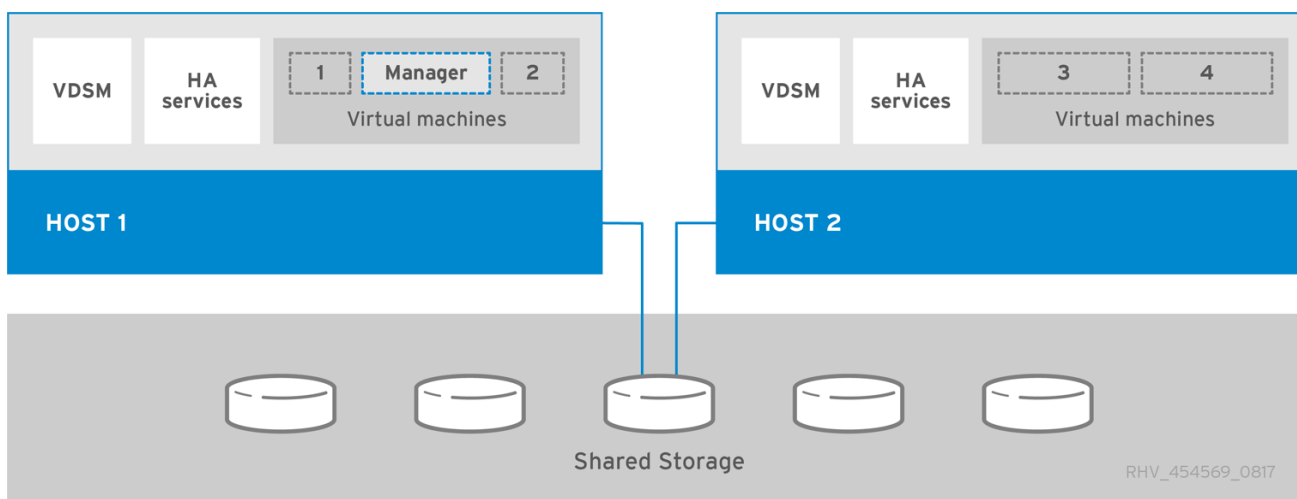 VDSM
HA
services
1
Manager
2
Virtual machines
HOST 1
VDSM
HA
services
3
4
Virtual machines
HOST 2
Shared Storage
RHV_454569_0817